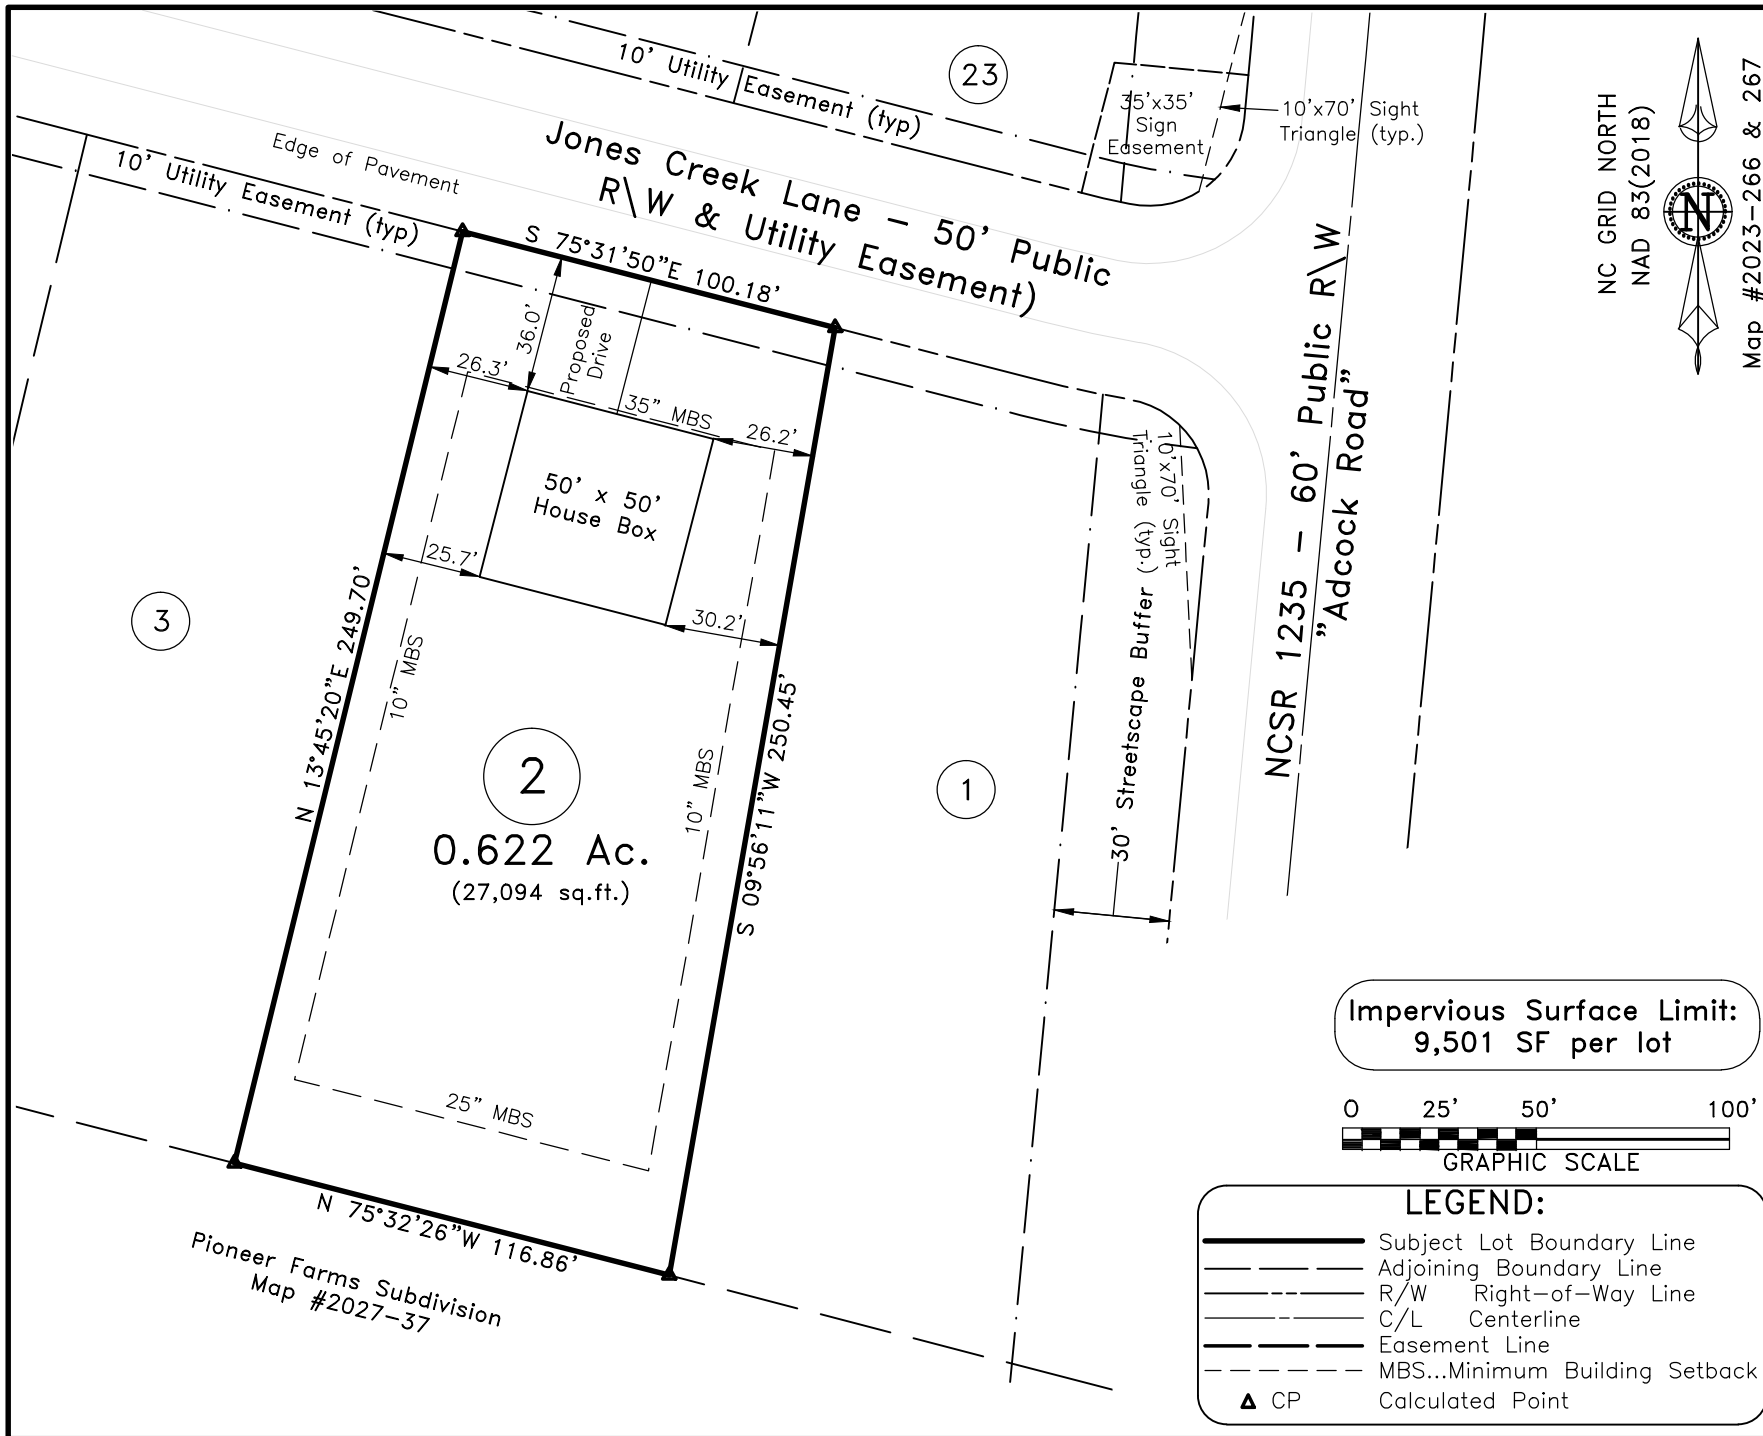 10' Utility
Easement (typ)
23
35'x35'
Sign
Easement
10'x70' Sight
Triangle (typ.)
NC GRID NORTH
NAD 83(2018)
N
Map #2023-266 & 267
Edge of Pavement
10' Utility Easement (typ)
Jones Creek Lane - 50' Public
R\W & Utility Easement)
S 75°31'50"E 100.18'
36.0'
Proposed
Drive
26.3'
35" MBS
26.2'
50' x 50'
House Box
25.7'
30.2'
10'x70' Sight
Triangle (typ.)
NCSR 1235 - 60' Public R\W
"Adcock Road"
3
N 13°45'20"E 249.70'
10" MBS
2
0.622 Ac.
(27,094 sq.ft.)
10" MBS
S 09°56'11"W 250.45'
1
30' Streetscape Buffer
25" MBS
N 75°32'26"W 116.86'
Pioneer Farms Subdivision
Map #2027-37
Impervious Surface Limit:
9,501 SF per lot
0 25' 50' 100'
GRAPHIC SCALE
LEGEND:
Subject Lot Boundary Line
Adjoining Boundary Line
R/W Right-of-Way Line
C/L Centerline
Easement Line
MBS...Minimum Building Setback
CP Calculated Point